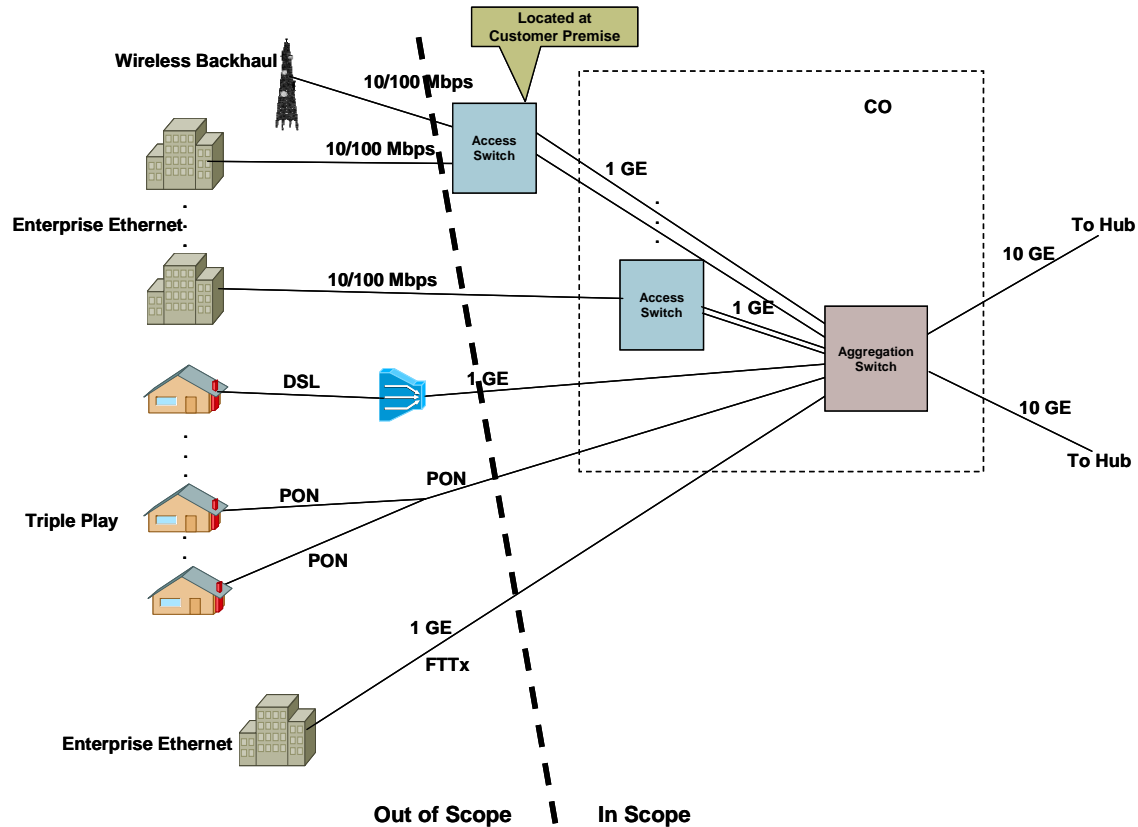 Located at
Customer Premise
Wireless Backhaul
10/100 Mbps
CO
Access
Switch
10/100 Mbps
1 GE
Enterprise Ethernet
To Hub
10 GE
10/100 Mbps
Access
Switch
1 GE
Aggregation
Switch
DSL
1 GE
10 GE
To Hub
PON
PON
Triple Play
PON
1 GE
FTTx
Enterprise Ethernet
Out of Scope
In Scope